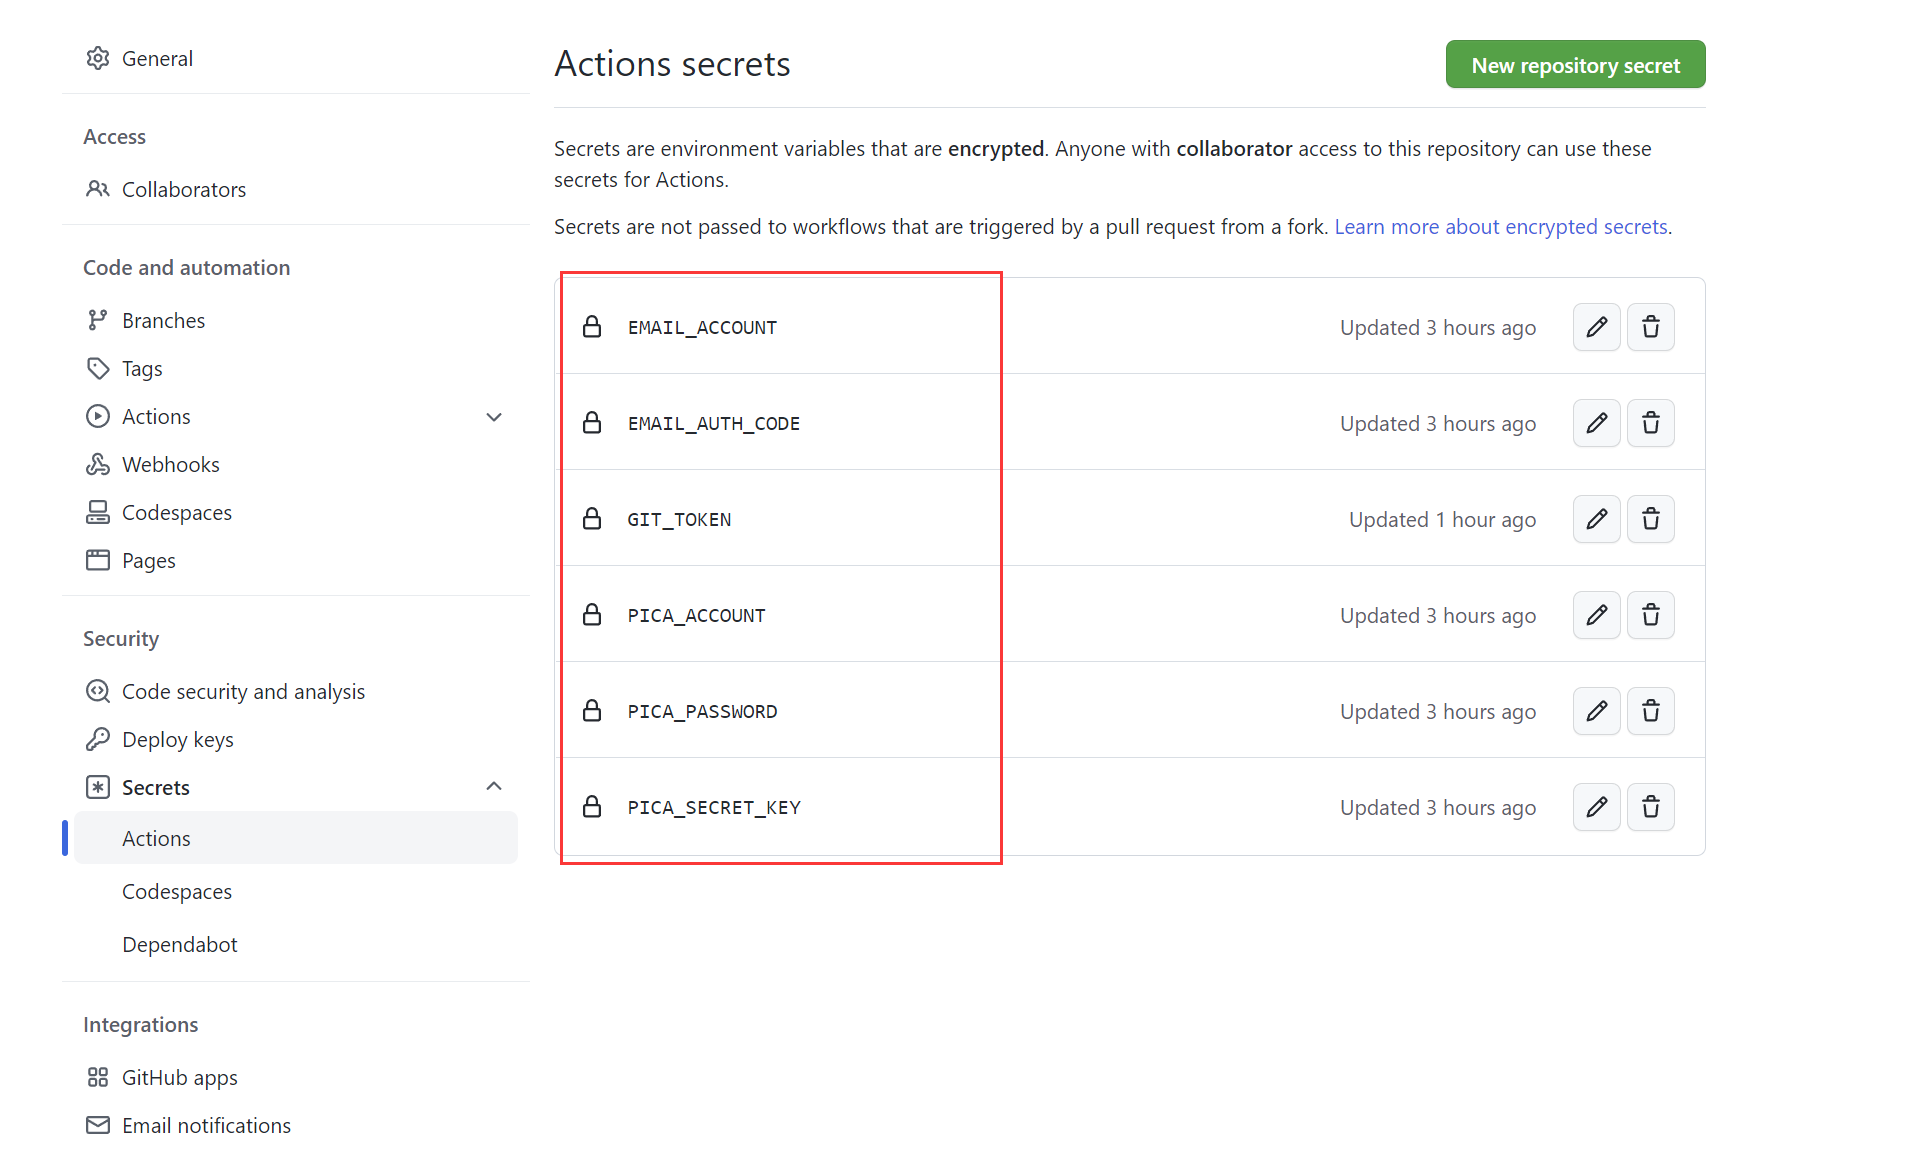 General
Access
Collaborators
Code and automation
Branches
Tags
Actions
Webhooks
Codespaces
Pages
Security
Code security and analysis
Deploy keys
Secrets
Actions
Codespaces
Dependabot
Integrations
GitHub apps
Email notifications
Actions secrets
New repository secret
Secrets are environment variables that are encrypted. Anyone with collaborator access to this repository can use these
secrets for Actions.
Secrets are not passed to workflows that are triggered by a pull request from a fork. Learn more about encrypted secrets.
EMAIL_ACCOUNT Updated 3 hours ago
EMAIL_AUTH_CODE Updated 3 hours ago
GIT_TOKEN Updated 1 hour ago
PICA_ACCOUNT Updated 3 hours ago
PICA_PASSWORD Updated 3 hours ago
PICA_SECRET_KEY Updated 3 hours ago